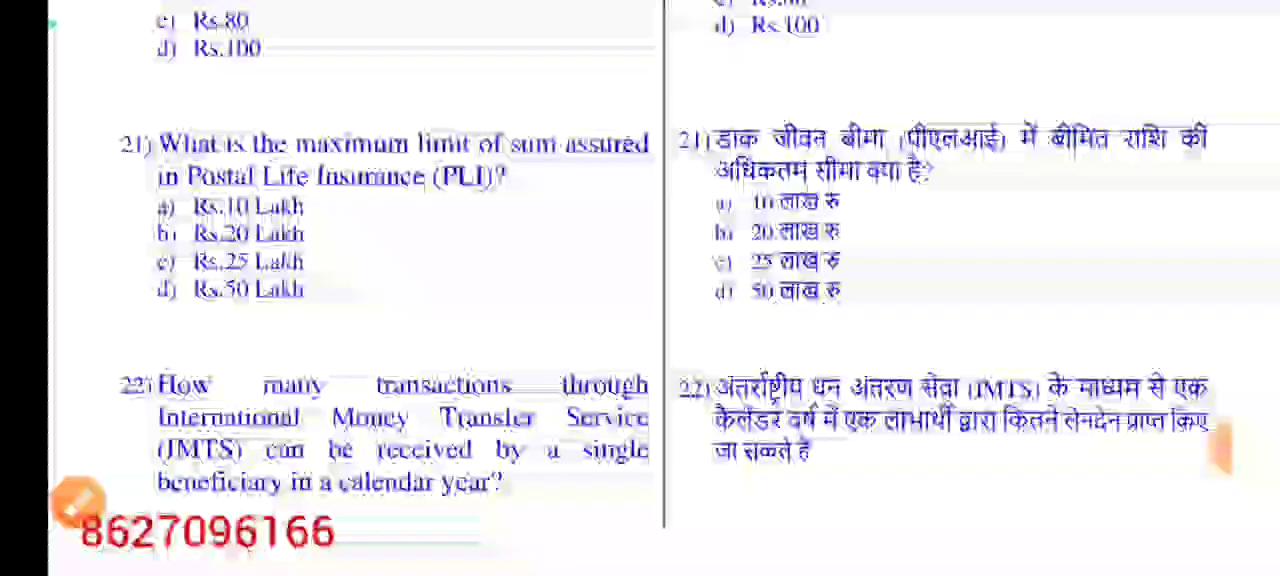 c) Rs.80
d) Rs.100
21) What is the maximum limit of sum assured
in Postal Life Insurance (PLI)?
a) Rs.10 Lakh
b) Rs.20 Lakh
c) Rs.25 Lakh
d) Rs.50 Lakh
22) How many transactions through
International Money Transfer Service
(IMTS) can be received by a single
beneficiary in a calendar year?
d) Rs.100
21) डाक जीवन बीमा (पीएलआई) में बीमित राशि की
अधिकतम सीमा क्या है?
a) 10 लाख रु
b) 20 लाख रु
c) 25 लाख रु
d) 50 लाख रु
22) अंतर्राष्ट्रीय धन अंतरण सेवा (IMTS) के माध्यम से एक
कैलेंडर वर्ष में एक लाभार्थी द्वारा कितने लेनदेन प्राप्त किए
जा सकते हैं
8627096166